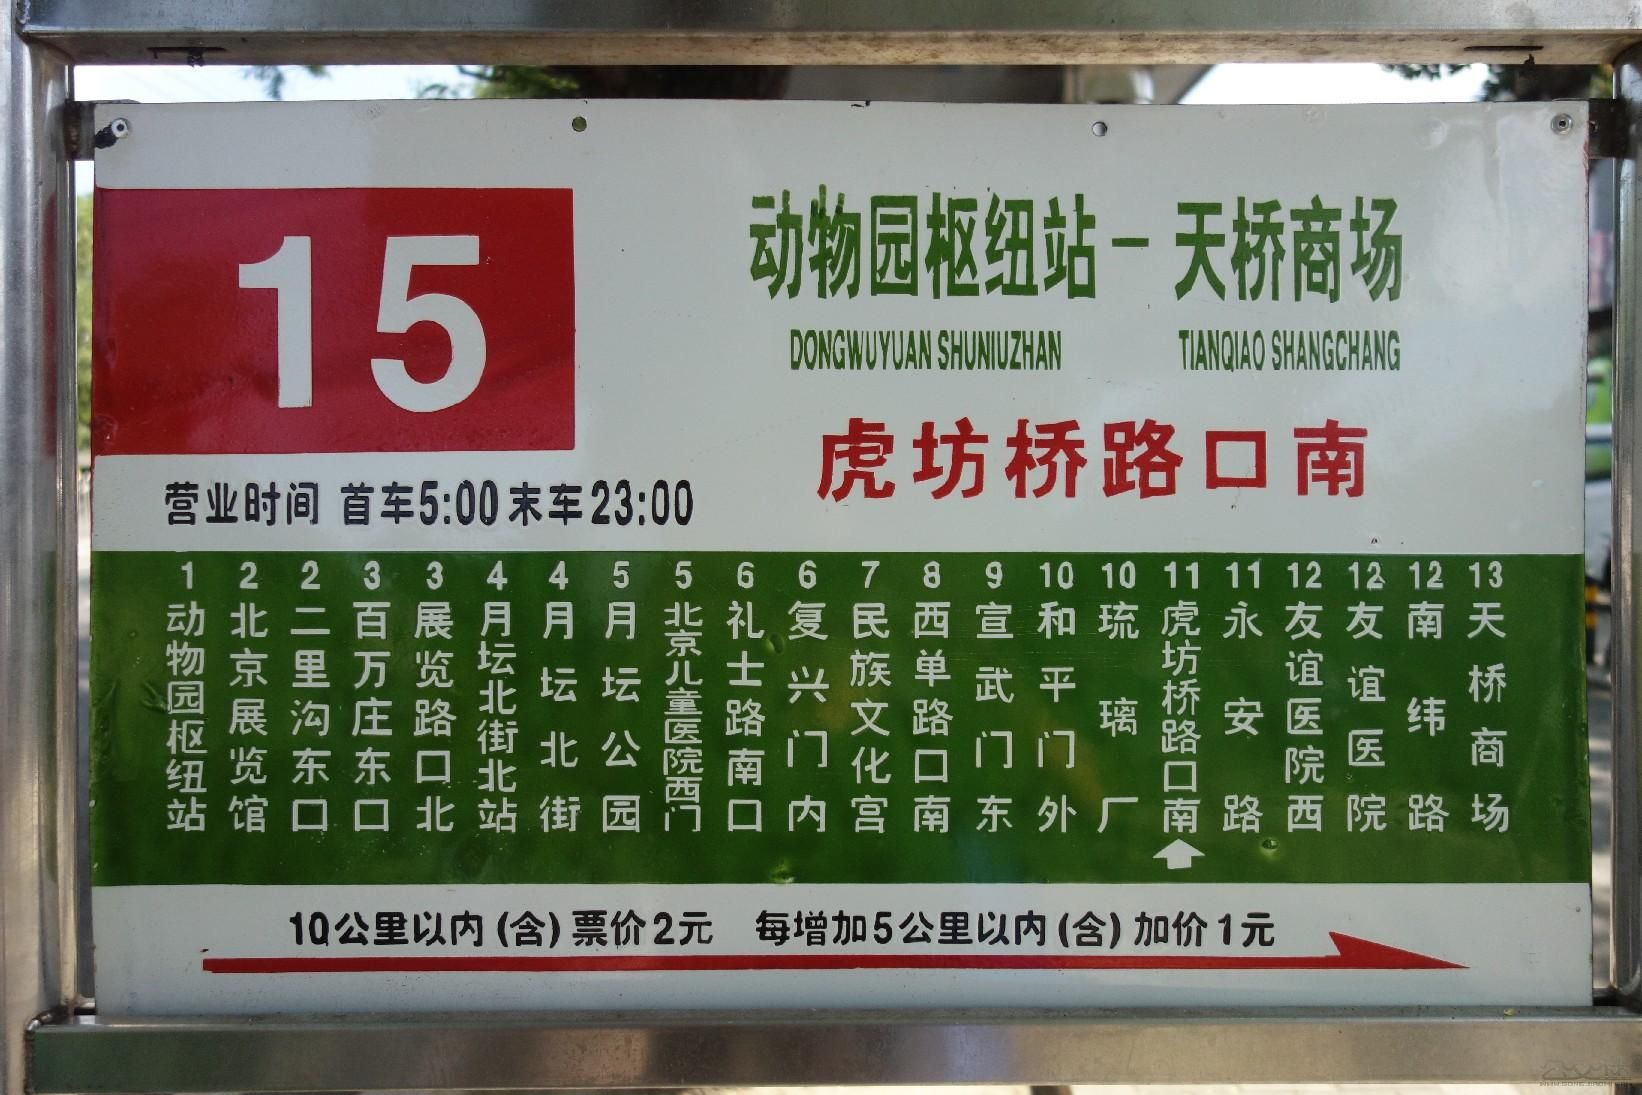 15
动物园枢纽站－天桥商场
DONGWUYUAN SHUNIUZHAN TIANQIAO SHANGCHANG
虎坊桥路口南
营业时间 首车5:00 末车23:00
1 动物园枢纽站
2 北京展览馆
2 二里沟东口
3 百万庄东口
3 展览路口北
4 月坛北街北站
4 月坛北街
5 月坛公园
5 北京儿童医院西门
6 礼士路南口
6 复兴门内
7 民族文化宫
8 西单路口南
9 宣武门东
10 和平门外
10 琉璃厂
11 虎坊桥路口南
11 永安路
12 友谊医院西
12 友谊医院
12 南纬路
13 天桥商场
10公里以内(含)票价2元 每增加5公里以内(含)加价1元